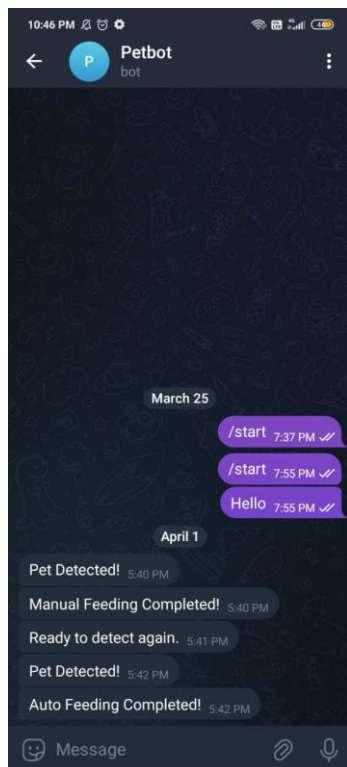 10:46 PM
P
Petbot
bot
March 25
/start 7:37 PM
/start 7:55 PM
Hello 7:55 PM
April 1
Pet Detected! 5:40 PM
Manual Feeding Completed! 5:40 PM
Ready to detect again. 5:41 PM
Pet Detected! 5:42 PM
Auto Feeding Completed! 5:42 PM
Message